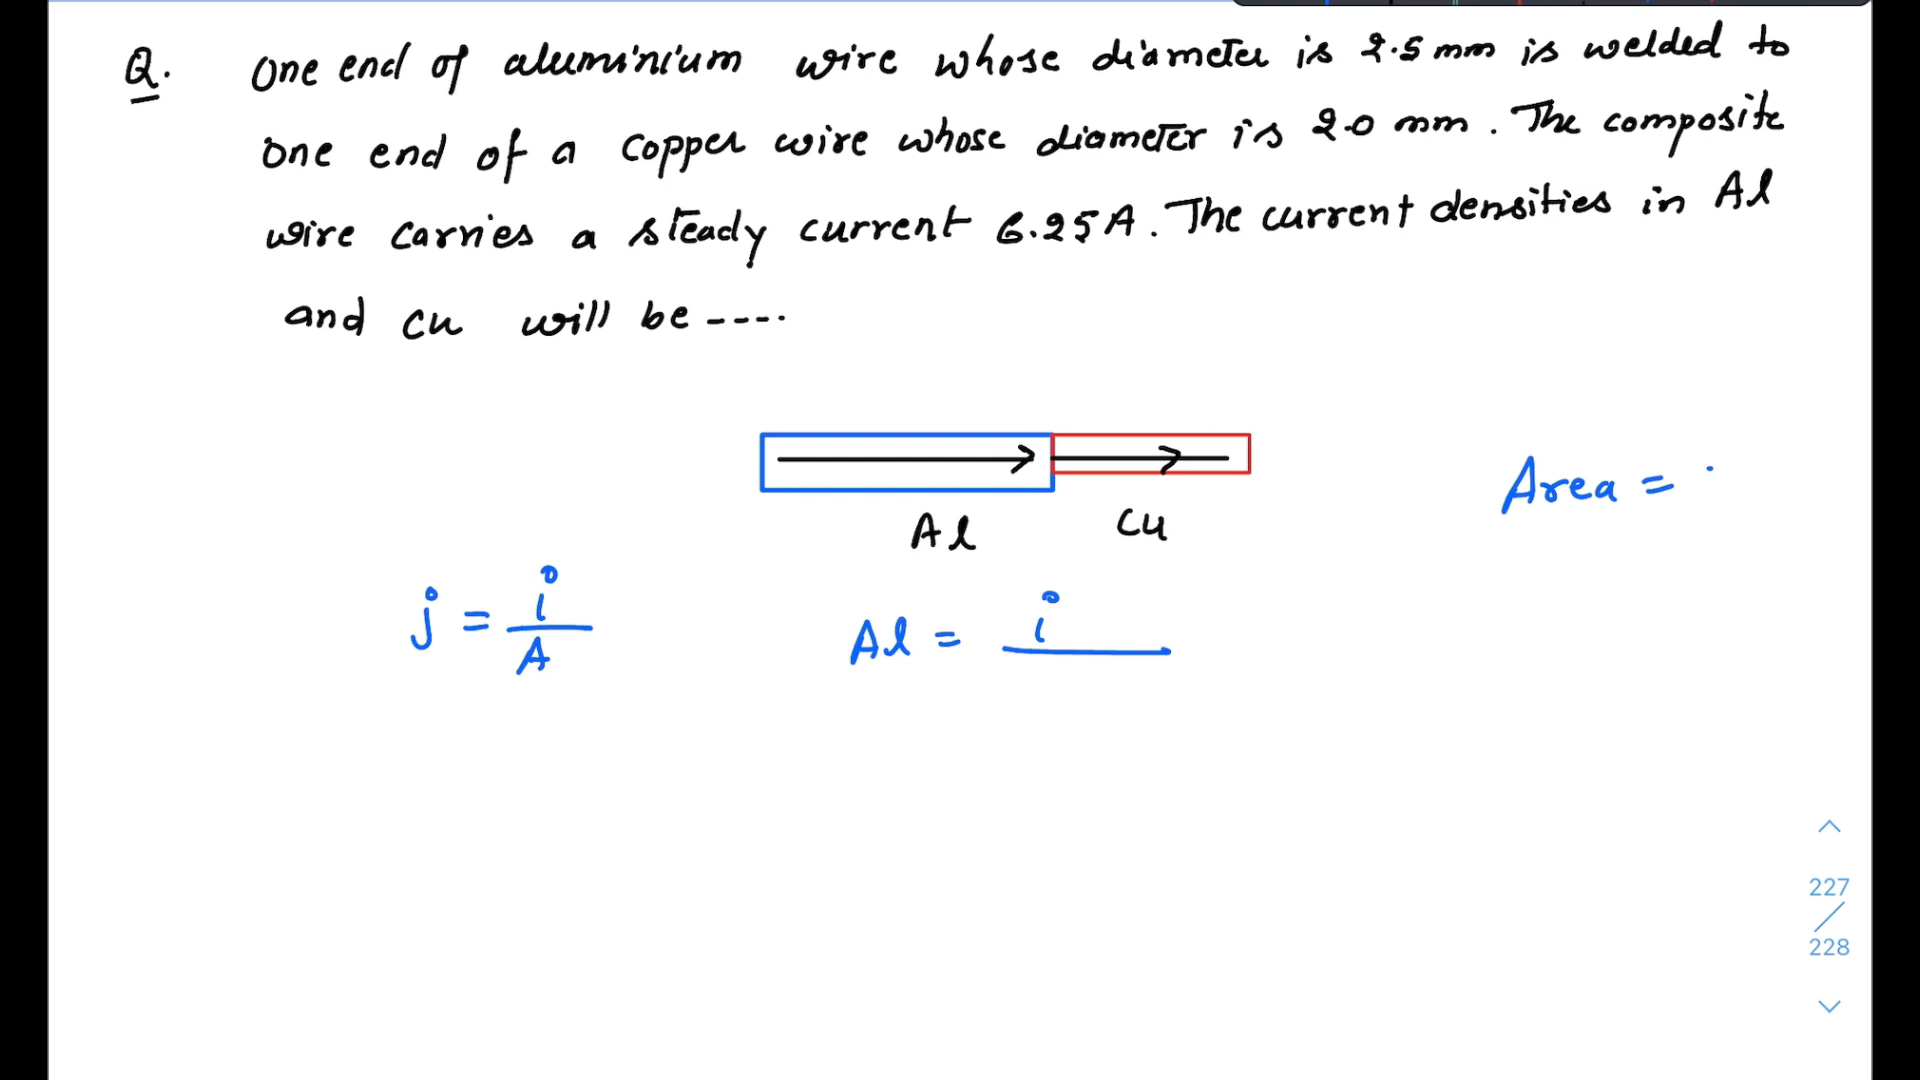 Q. One end of aluminium wire whose diameter is 2.5 mm is welded to
one end of a copper wire whose diameter is 2.0 mm. The composite
wire carries a steady current 6.25A. The current densities in Al
and Cu will be ----.
Al
Cu
Area =
j = i/A
Al = i
227
/
228